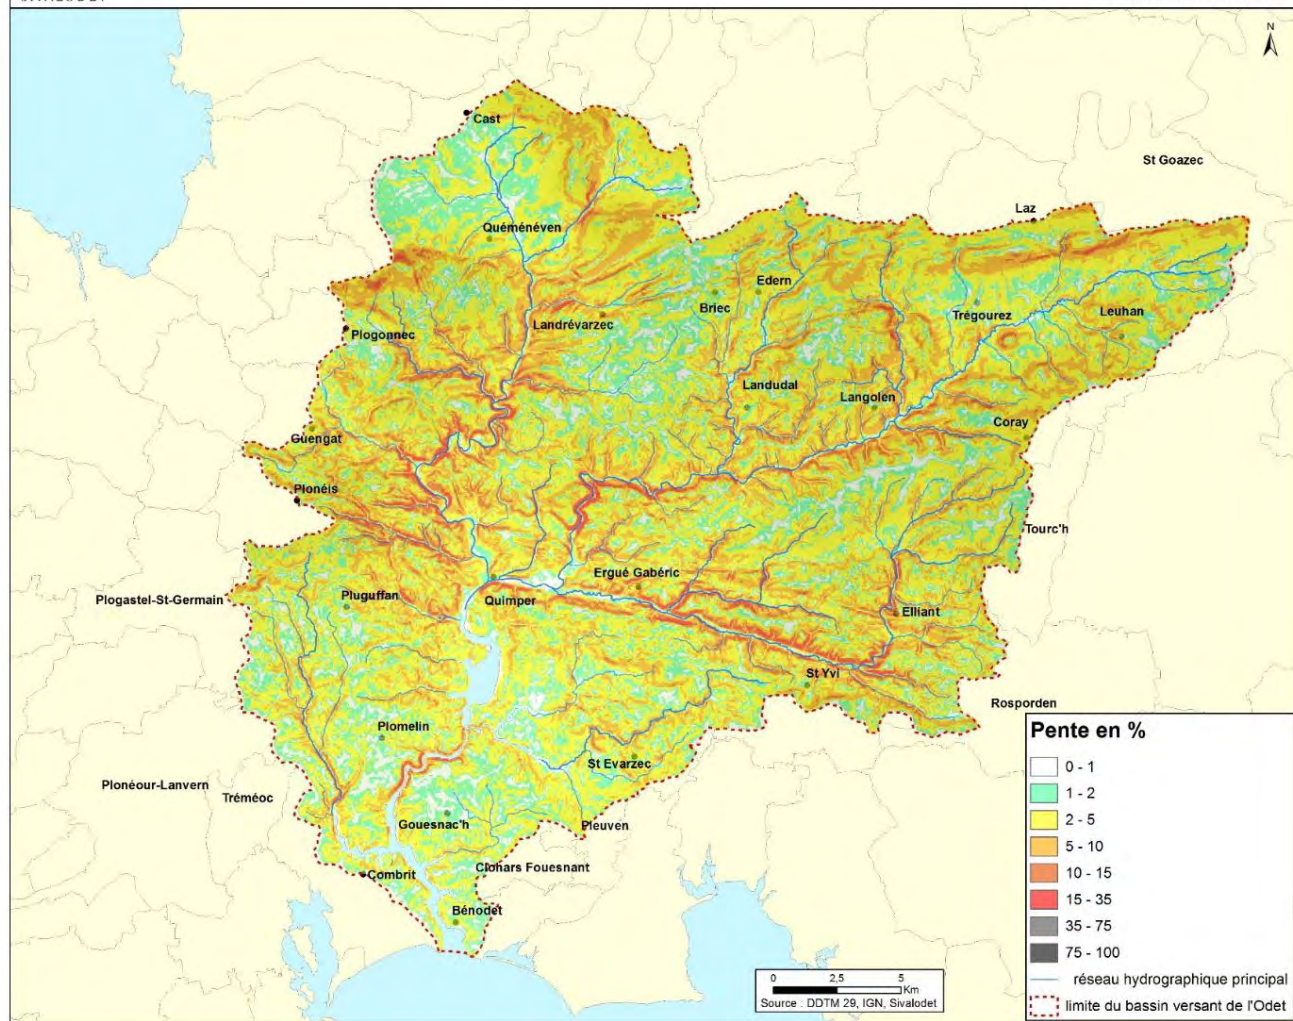 N
Cast
St Goazec
Laz
Quéménéven
Edern
Briec
Trégourez
Leuhan
Landrévarzec
Plogonnec
Landudal
Langolen
Coray
Guengat
Plonéis
Tourc'h
Ergué Gabéric
Plogastel-St-Germain
Pluguffan
Quimper
Elliant
St Yvi
Rosporden
Plomelin
St Evarzec
Plonéour-Lanvern
Tréméoc
Gouesnac'h
Pleuven
Clohars Fouesnant
Combrit
Bénodet
Pente en %
0 - 1
1 - 2
2 - 5
5 - 10
10 - 15
15 - 35
35 - 75
75 - 100
réseau hydrographique principal
limite du bassin versant de l'Odet
0 2,5 5
Km
Source : DDTM 29, IGN, Sivalodet